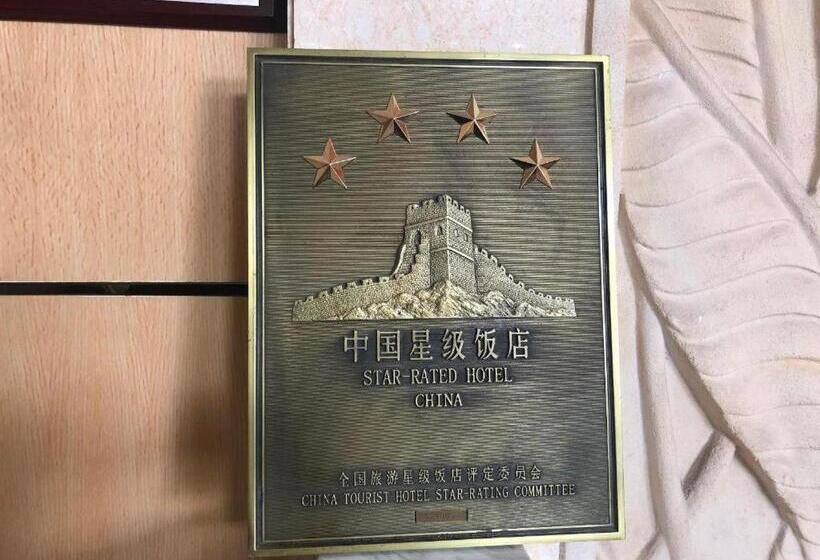 中国星级饭店
STAR-RATED HOTEL
CHINA
全国旅游星级饭店评定委员会
CHINA TOURIST HOTEL STAR-RATING COMMITTEE